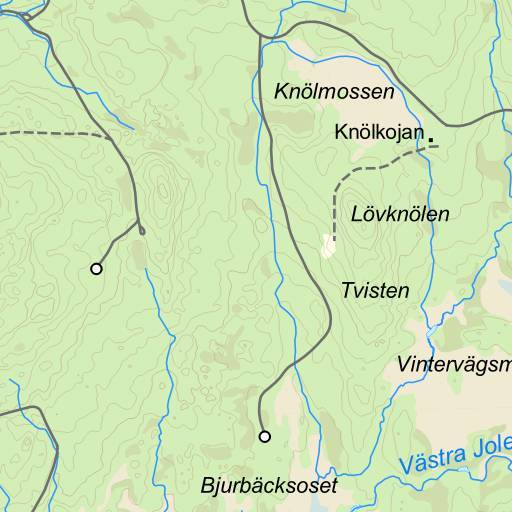 Knölmossen
Knölkojan
Lövknölen
Tvisten
Vintervägsm
Västra Jole
Bjurbäcksoset